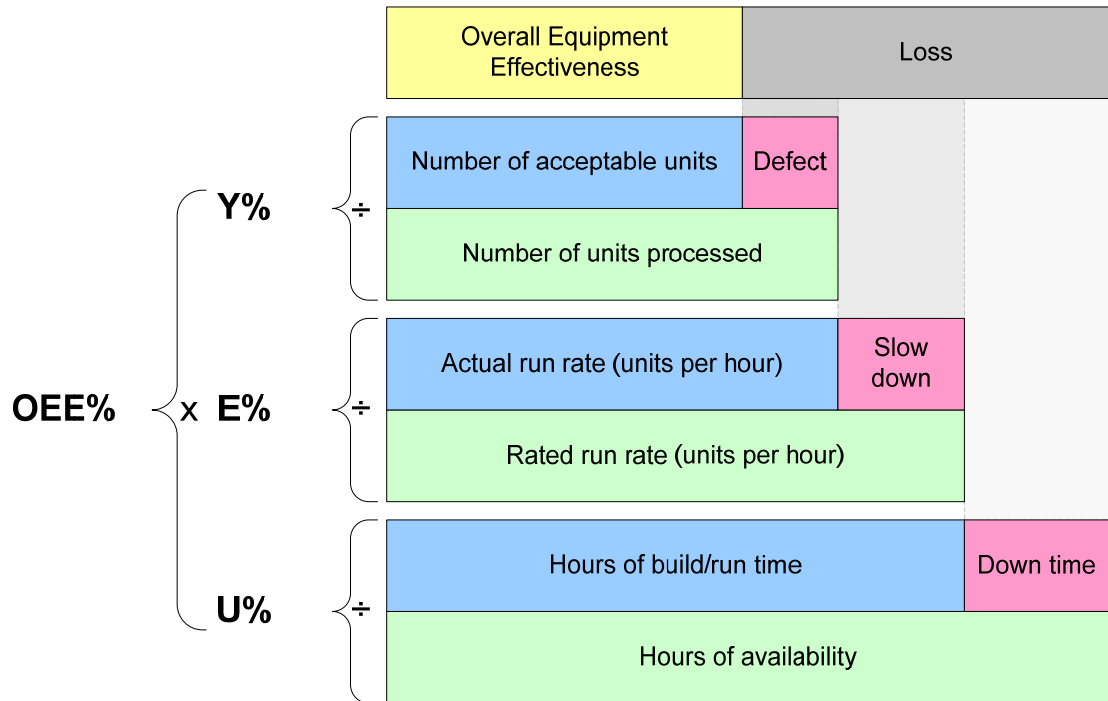 Overall Equipment
Effectiveness
Loss
Number of acceptable units
Defect
Y%
÷
Number of units processed
Actual run rate (units per hour)
Slow
down
OEE%
x
E%
÷
Rated run rate (units per hour)
Hours of build/run time
Down time
U%
÷
Hours of availability